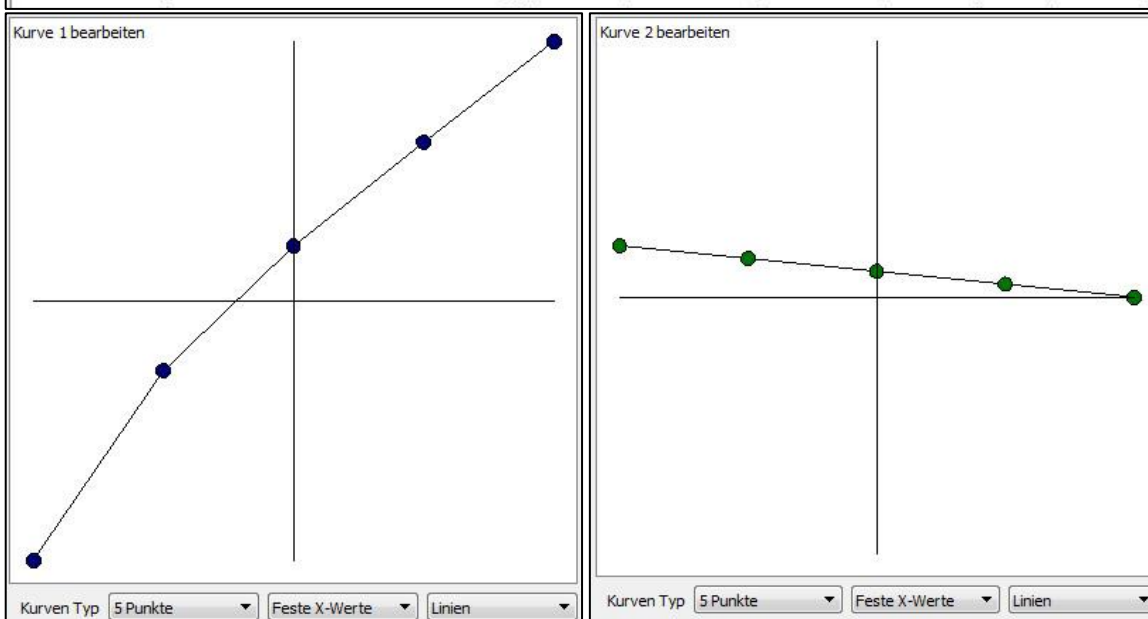 Kurve 1 bearbeiten
Kurven Typ 5 Punkte Feste X-Werte Linien
Kurve 2 bearbeiten
Kurven Typ 5 Punkte Feste X-Werte Linien